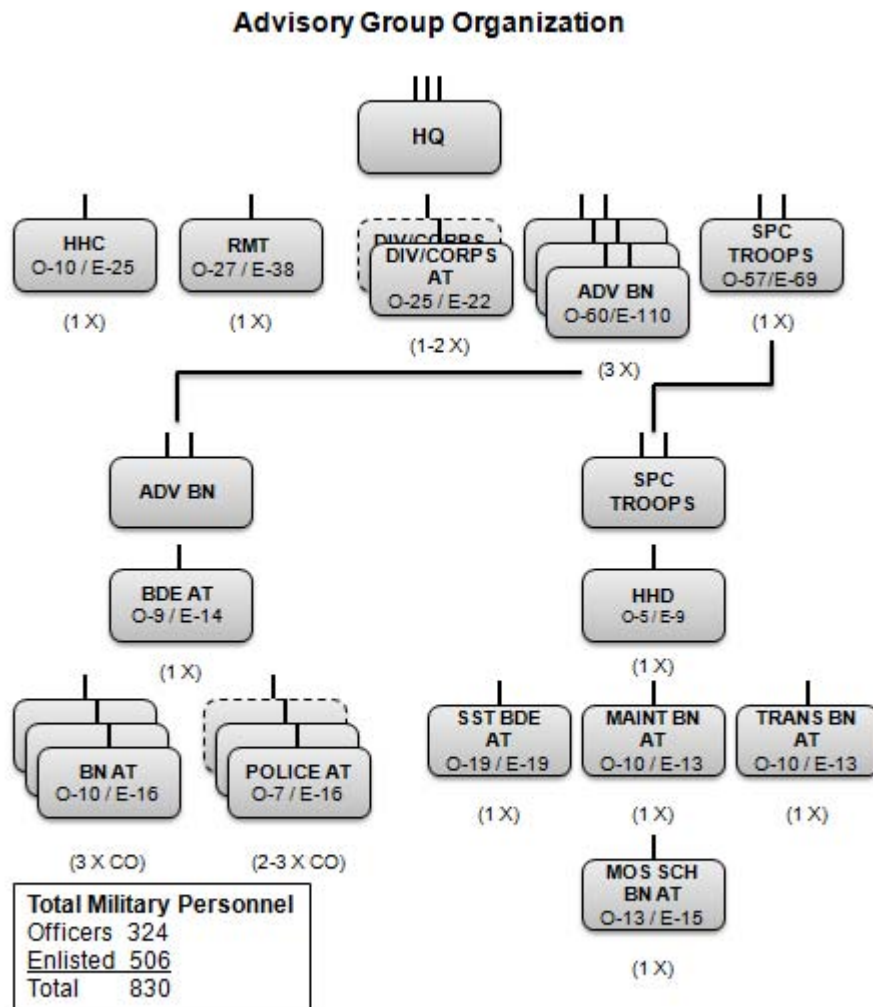 Advisory Group Organization
HQ
HHC
O-10 / E-25
(1 X)
RMT
O-27 / E-38
(1 X)
DIV/CORPS
DIV/CORPS
AT
O-25 / E-22
(1-2 X)
ADV BN
O-60/E-110
(3 X)
SPC
TROOPS
O-57/E-69
(1 X)
ADV BN
SPC
TROOPS
BDE AT
O-9 / E-14
(1 X)
HHD
O-5 / E-9
(1 X)
BN AT
O-10 / E-16
(3 X CO)
POLICE AT
O-7 / E-16
(2-3 X CO)
SST BDE
AT
O-19 / E-19
(1 X)
MAINT BN
AT
O-10 / E-13
(1 X)
TRANS BN
AT
O-10 / E-13
(1 X)
MOS SCH
BN AT
O-13 / E-15
(1 X)
Total Military Personnel
Officers 324
Enlisted 506
Total 830